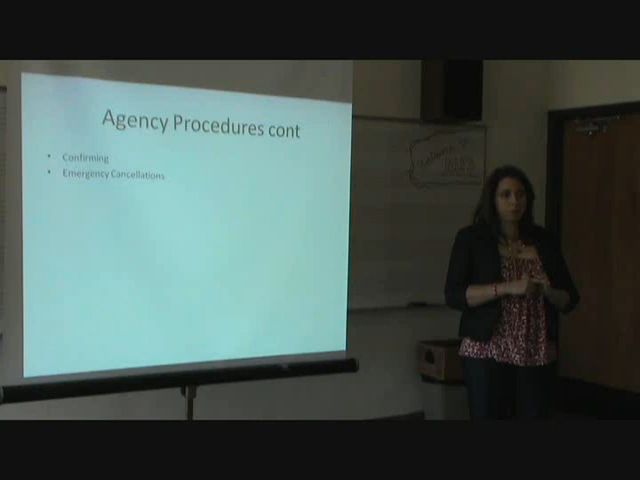 Agency Procedures cont
• Confirming
• Emergency Cancellations